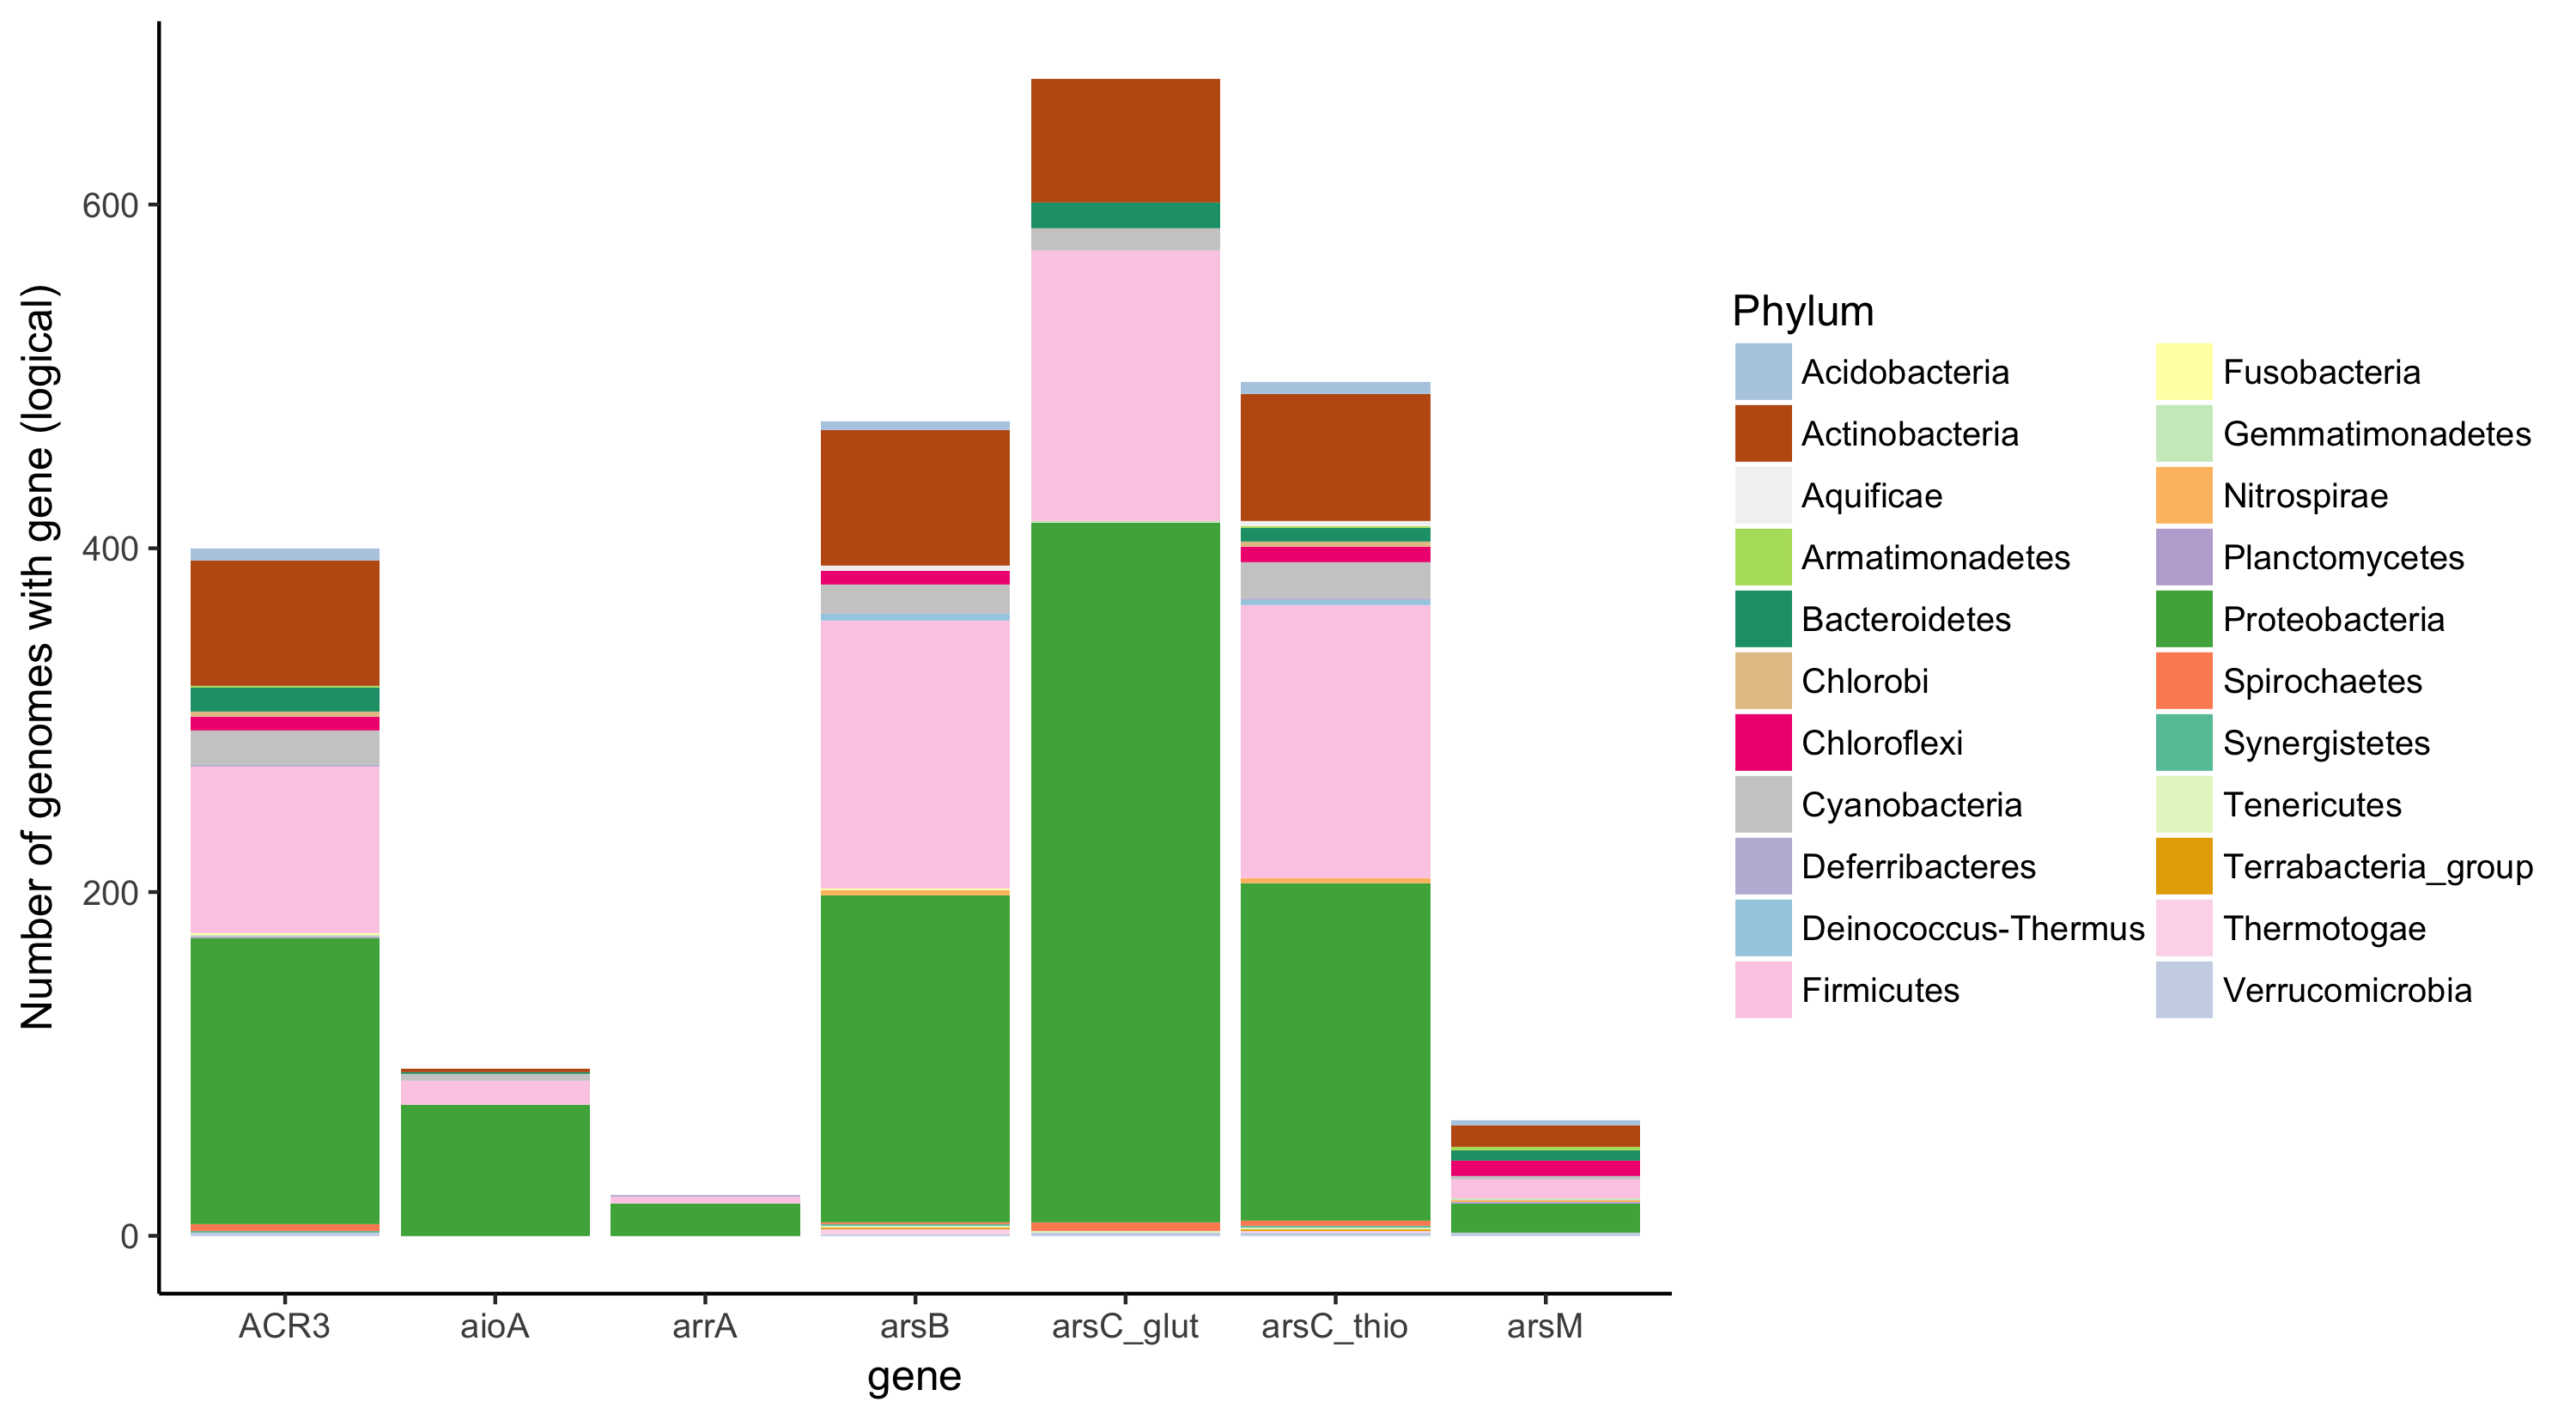 Number of genomes with gene (logical)
600
400
200
0
ACR3 aioA arrA arsB arsC_glut arsC_thio arsM
gene
Phylum
Acidobacteria Fusobacteria
Actinobacteria Gemmatimonadetes
Aquificae Nitrospirae
Armatimonadetes Planctomycetes
Bacteroidetes Proteobacteria
Chlorobi Spirochaetes
Chloroflexi Synergistetes
Cyanobacteria Tenericutes
Deferribacteres Terrabacteria_group
Deinococcus-Thermus Thermotogae
Firmicutes Verrucomicrobia